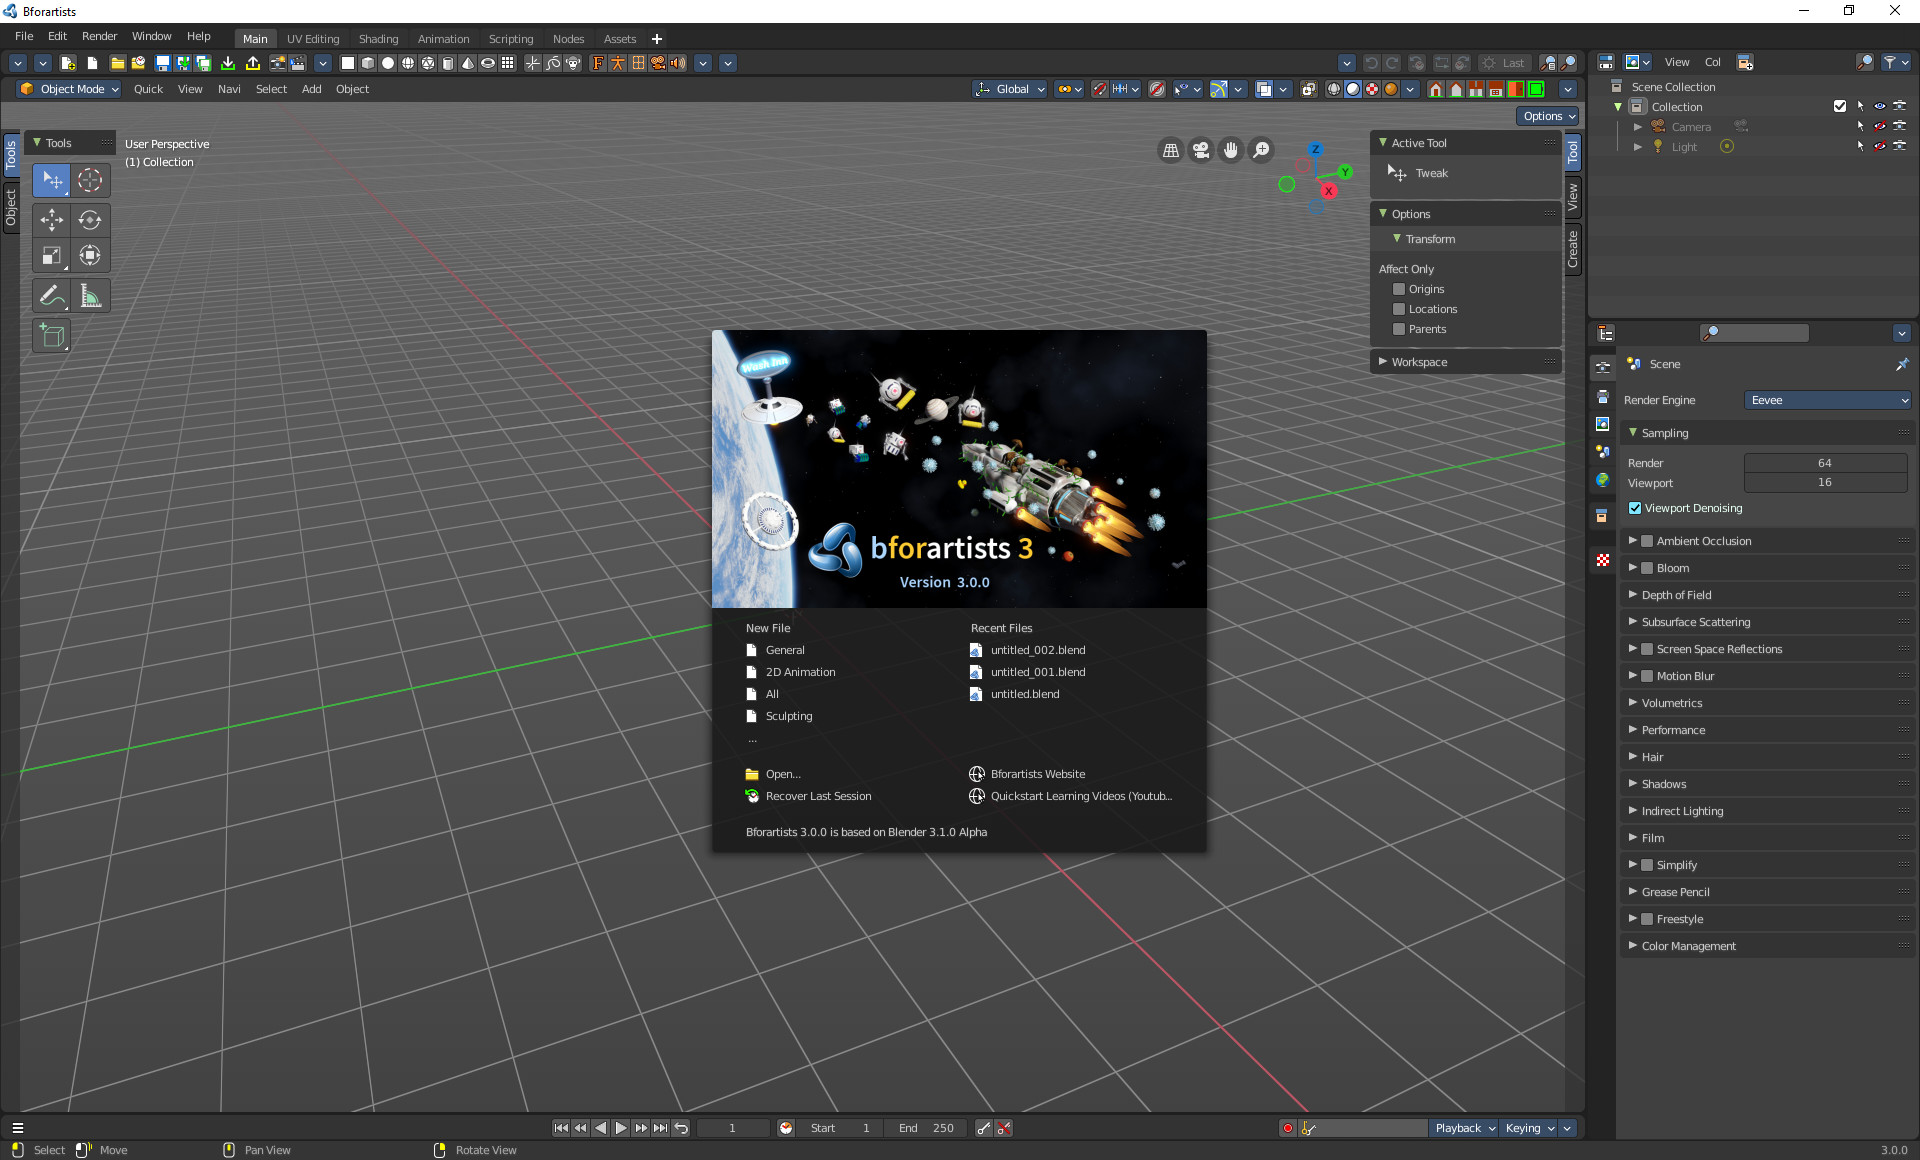 Bforartists
File Edit Render Window Help Main UV Editing Shading Animation Scripting Nodes Assets +
Last View Col
Object Mode Quick View Navi Select Add Object Global
Options
Tools
User Perspective
(1) Collection
Tools
Object
Active Tool
Tweak
Options
Transform
Affect Only
Origins
Locations
Parents
Workspace
Tool
View
Create
Z
Y
X
Scene Collection
Collection
Camera
Light
Scene
Render Engine Eevee
Sampling
Render 64
Viewport 16
Viewport Denoising
Ambient Occlusion
Bloom
Depth of Field
Subsurface Scattering
Screen Space Reflections
Motion Blur
Volumetrics
Performance
Hair
Shadows
Indirect Lighting
Film
Simplify
Grease Pencil
Freestyle
Color Management
Wash Inn
bforartists 3
Version 3.0.0
New File
General
2D Animation
All
Sculpting
...
Open...
Recover Last Session
Recent Files
untitled_002.blend
untitled_001.blend
untitled.blend
Bforartists Website
Quickstart Learning Videos (Youtub...
Bforartists 3.0.0 is based on Blender 3.1.0 Alpha
1 Start 1 End 250 Playback Keying
Select Move Pan View Rotate View 3.0.0